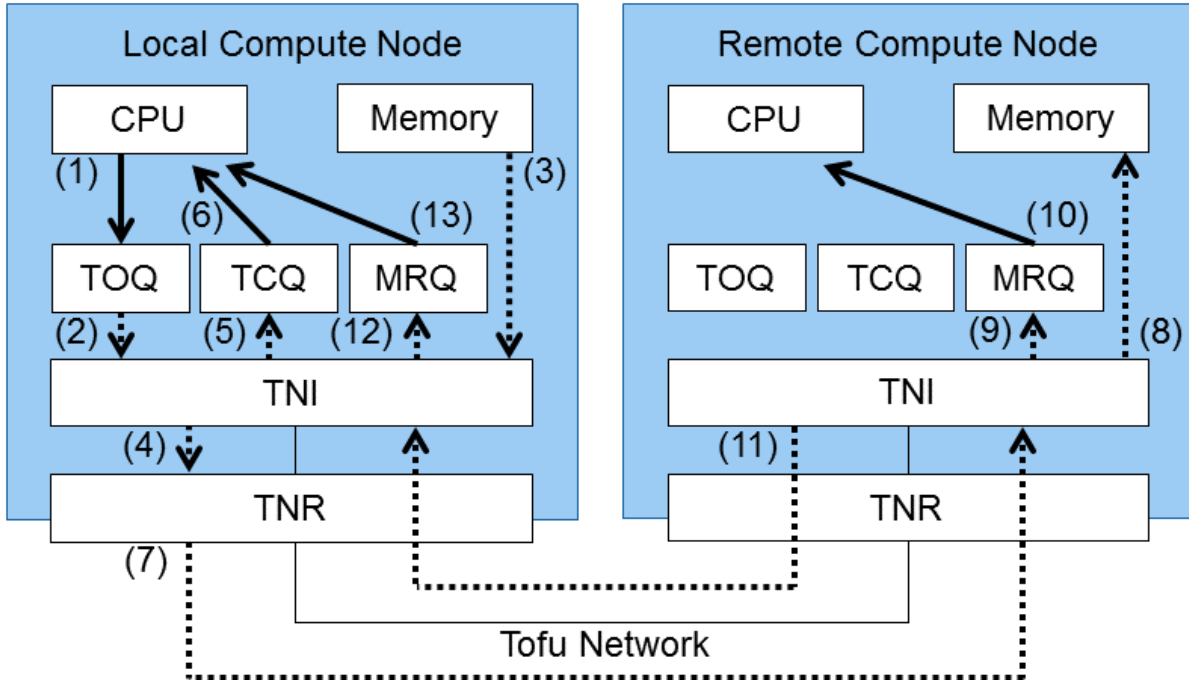 Local Compute Node
Remote Compute Node
CPU
Memory
CPU
Memory
(1)
(3)
(6)
(13)
(10)
TOQ
TCQ
MRQ
TOQ
TCQ
MRQ
(2)
(5)
(12)
(9)
(8)
TNI
TNI
(4)
(11)
TNR
TNR
(7)
Tofu Network